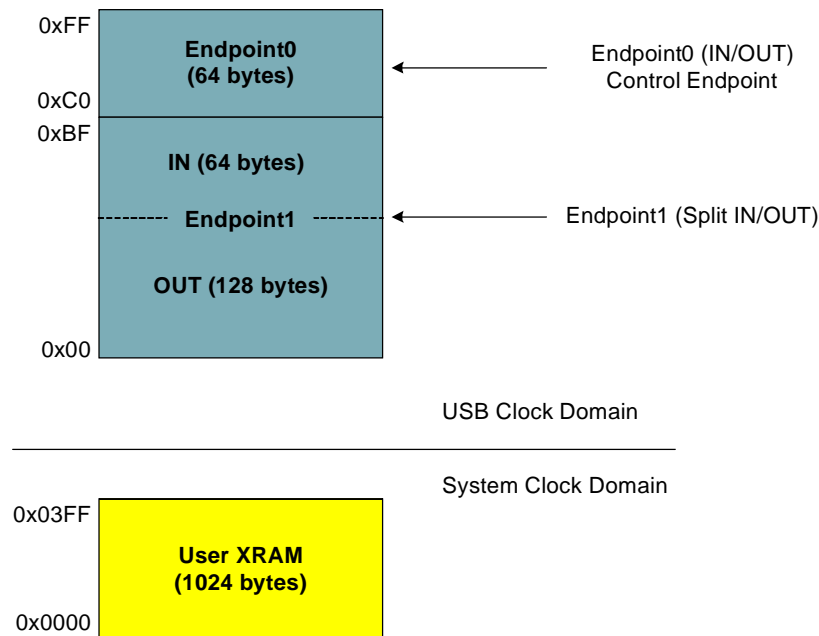 0xFF
Endpoint0
(64 bytes)
Endpoint0 (IN/OUT)
Control Endpoint
0xC0
0xBF
IN (64 bytes)
Endpoint1
Endpoint1 (Split IN/OUT)
OUT (128 bytes)
0x00
USB Clock Domain
System Clock Domain
0x03FF
User XRAM
(1024 bytes)
0x0000